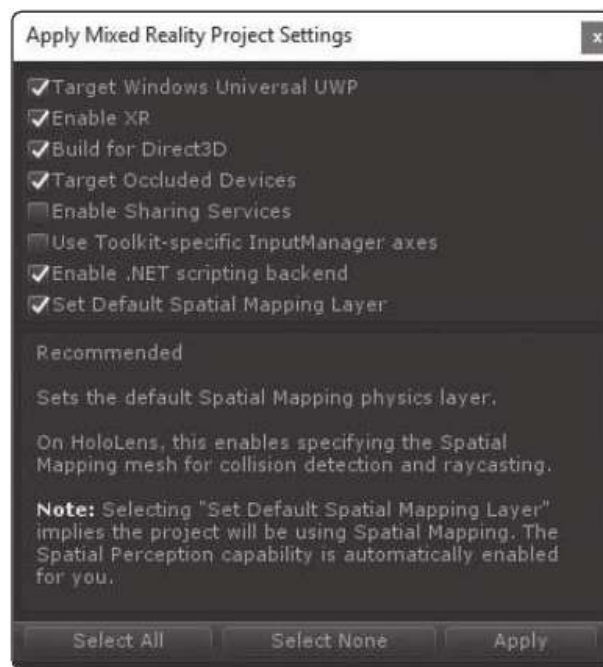 Apply Mixed Reality Project Settings
x
Target Windows Universal UWP
Enable XR
Build for Direct3D
Target Occluded Devices
Enable Sharing Services
Use Toolkit-specific InputManager axes
Enable .NET scripting backend
Set Default Spatial Mapping Layer
Recommended
Sets the default Spatial Mapping physics layer.
On HoloLens, this enables specifying the Spatial
Mapping mesh for collision detection and raycasting.
Note: Selecting "Set Default Spatial Mapping Layer"
implies the project will be using Spatial Mapping. The
Spatial Perception capability is automatically enabled
for you.
Select All
Select None
Apply